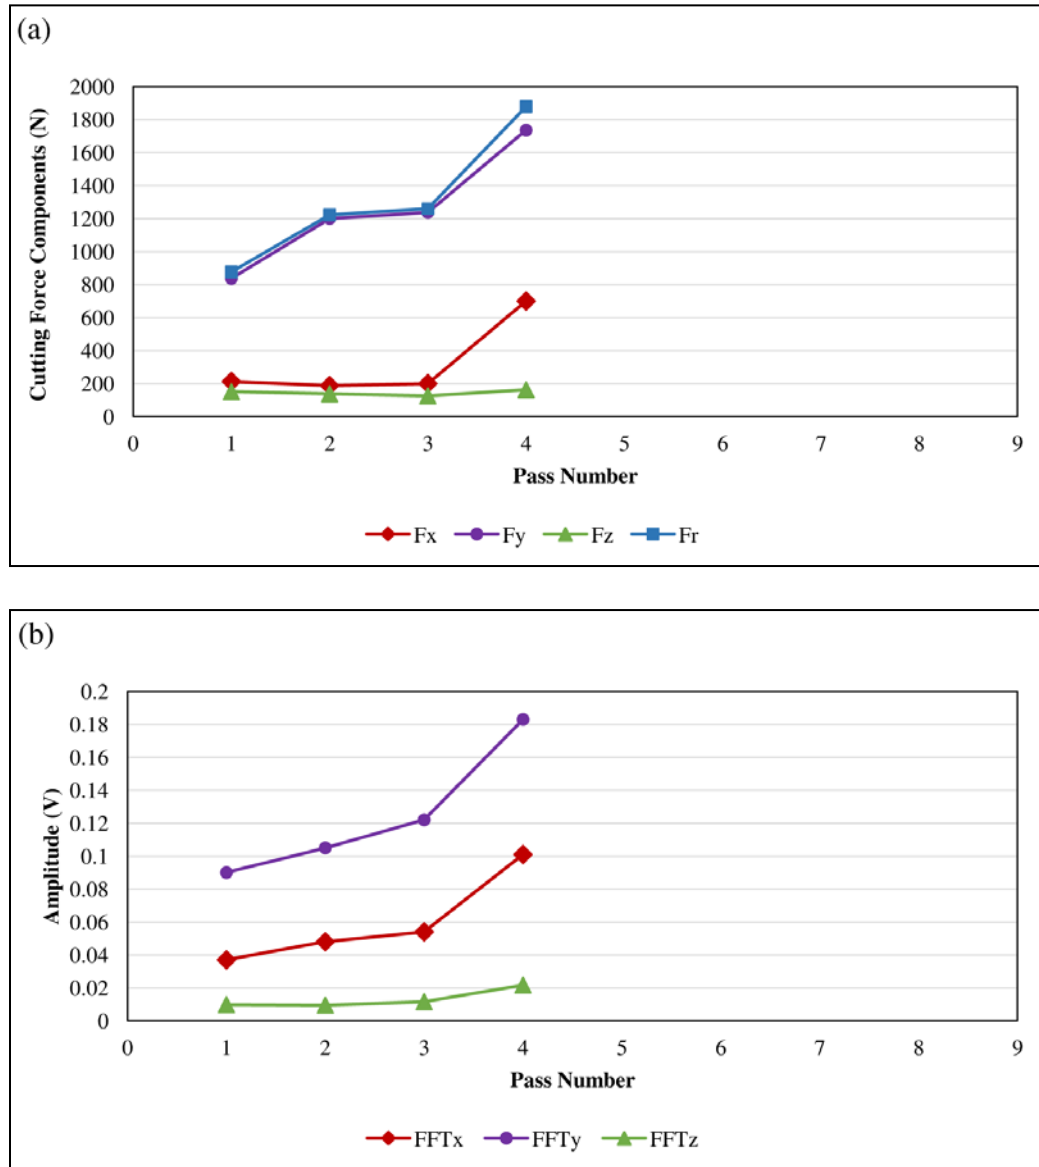 (a)
Cutting Force Components (N)
2000
1800
1600
1400
1200
1000
800
600
400
200
0
0 1 2 3 4 5 6 7 8 9
Pass Number
Fx Fy Fz Fr
(b)
Amplitude (V)
0.2
0.18
0.16
0.14
0.12
0.1
0.08
0.06
0.04
0.02
0
0 1 2 3 4 5 6 7 8 9
Pass Number
FFTx FFTy FFTz